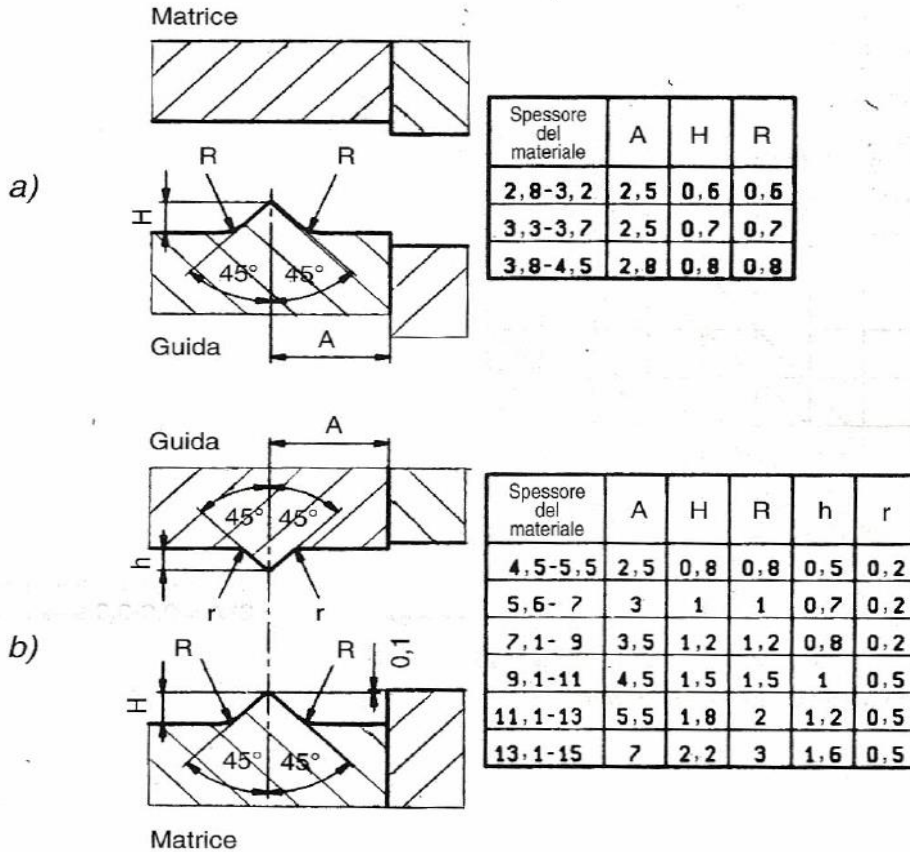 Matrice
a)
R R
H
45° 45°
A
Guida
Spessore del materiale A H R
2,8-3,2 2,5 0,6 0,6
3,3-3,7 2,5 0,7 0,7
3,8-4,5 2,8 0,8 0,8
Guida
A
45° 45°
h
r r
b)
R R
0,1
H
45° 45°
Matrice
Spessore del materiale A H R h r
4,5-5,5 2,5 0,8 0,8 0,5 0,2
5,6- 7 3 1 1 0,7 0,2
7,1- 9 3,5 1,2 1,2 0,8 0,2
9,1-11 4,5 1,5 1,5 1 0,5
11,1-13 5,5 1,8 2 1,2 0,5
13,1-15 7 2,2 3 1,6 0,5